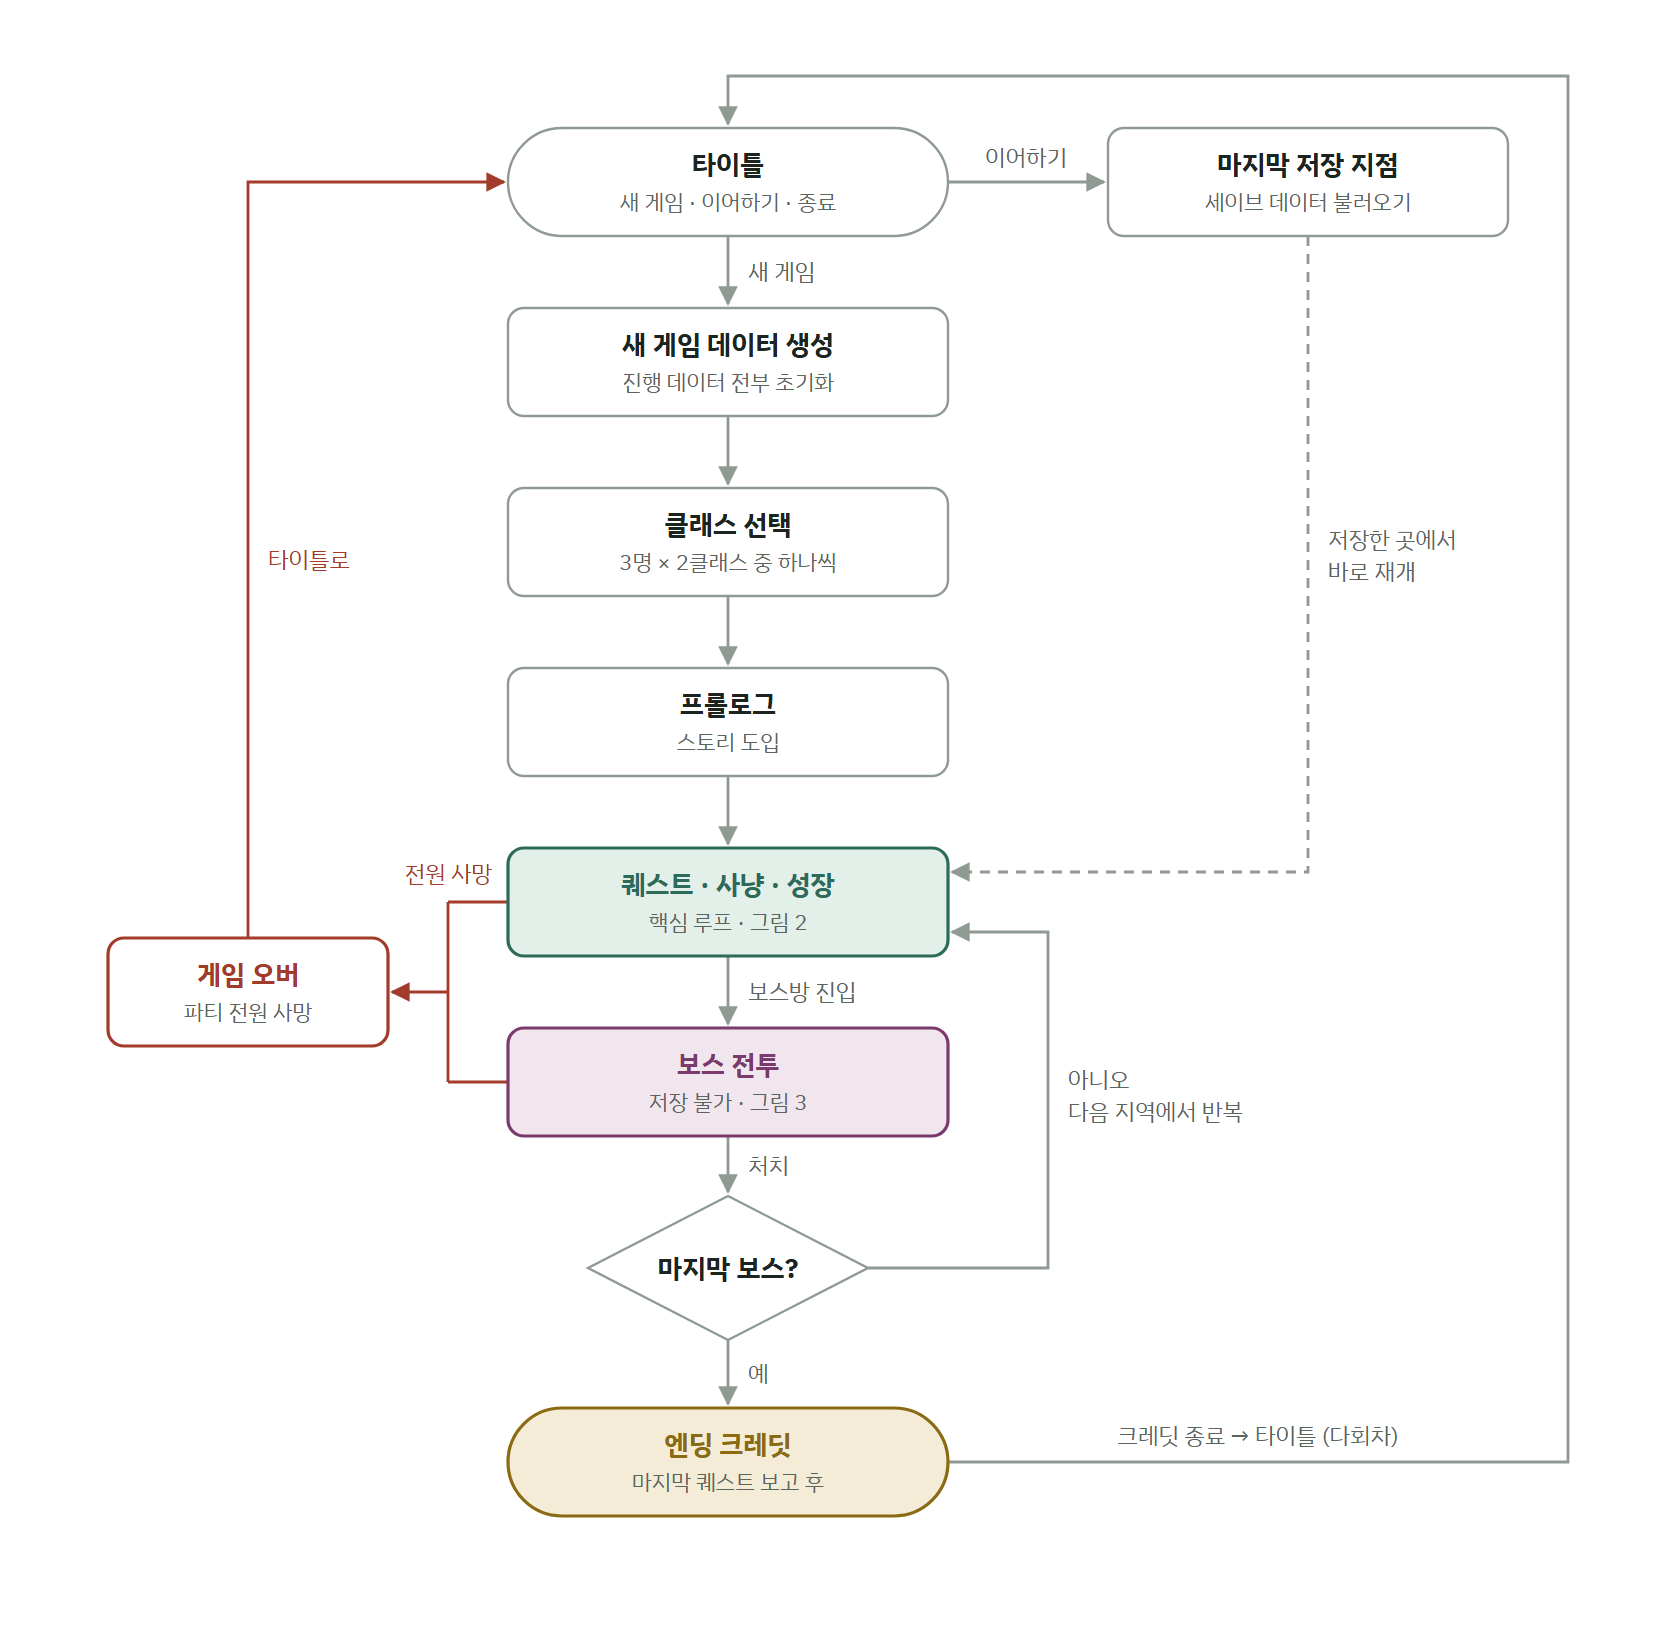 타이틀
새 게임 · 이어하기 · 종료
이어하기
마지막 저장 지점
세이브 데이터 불러오기
새 게임
새 게임 데이터 생성
진행 데이터 전부 초기화
클래스 선택
3명 × 2클래스 중 하나씩
타이틀로
저장한 곳에서
바로 재개
프롤로그
스토리 도입
전원 사망
퀘스트 · 사냥 · 성장
핵심 루프 · 그림 2
게임 오버
파티 전원 사망
보스방 진입
보스 전투
저장 불가 · 그림 3
아니오
다음 지역에서 반복
처치
마지막 보스?
예
엔딩 크레딧
마지막 퀘스트 보고 후
크레딧 종료 → 타이틀 (다회차)